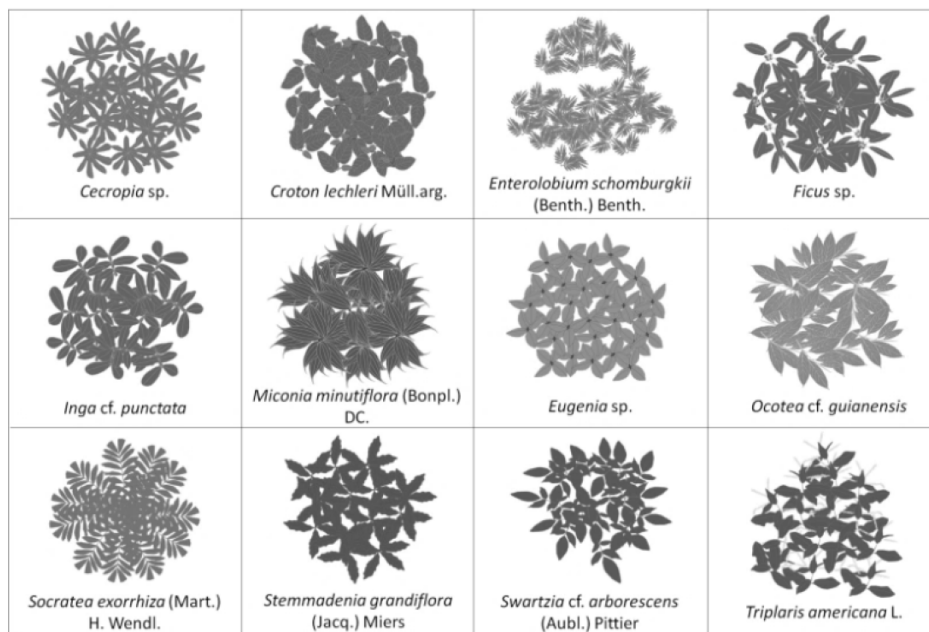 Cecropia sp.
Croton lechleri Müll.arg.
Enterolobium schomburgkii
(Benth.) Benth.
Ficus sp.
Inga cf. punctata
Miconia minutiflora (Bonpl.)
DC.
Eugenia sp.
Ocotea cf. guianensis
Socratea exorrhiza (Mart.)
H. Wendl.
Stemmadenia grandiflora
(Jacq.) Miers
Swartzia cf. arborescens
(Aubl.) Pittier
Triplaris americana L.